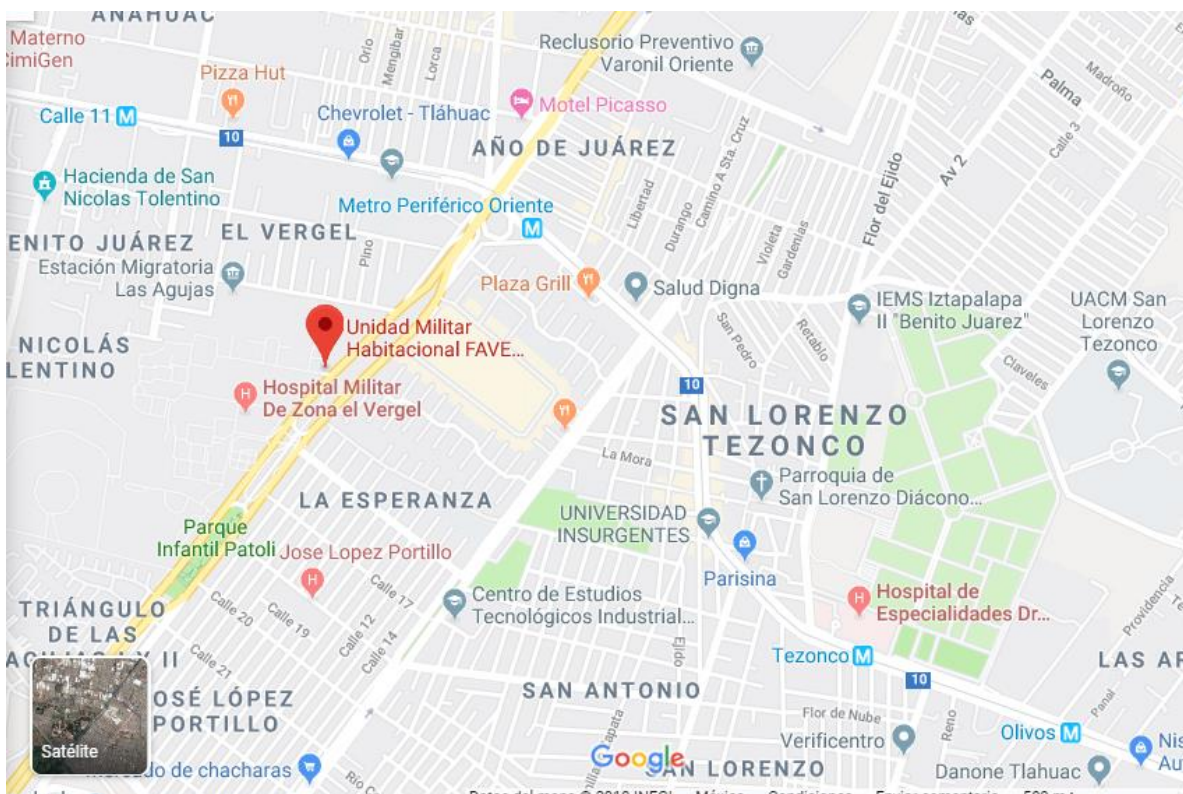 ANÁHUAC
Materno
CimiGen
Pizza Hut
Orio
Mengibar
Lorca
Reclusorio Preventivo
Varonil Oriente
Palma
Madroño
Calle 3
Calle 11 M
10
Chevrolet - Tláhuac
Motel Picasso
AÑO DE JUÁREZ
Hacienda de San
Nicolas Tolentino
Metro Periférico Oriente
M
Libertad
Durango
Camino A Sta. Cruz
Violeta
Gardenias
Flor del Ejido
Av 2
ENITO JUÁREZ
EL VERGEL
Pino
Estación Migratoria
Las Agujas
Plaza Grill
Salud Digna
IEMS Iztapalapa
II "Benito Juarez"
UACM San
Lorenzo
Tezonco
San Pedro
Retablo
Claveles
NICOLÁS
LENTINO
Unidad Militar
Habitacional FAVE...
Hospital Militar
De Zona el Vergel
10
SAN LORENZO
TEZONCO
La Mora
Parroquia de
San Lorenzo Diácono...
LA ESPERANZA
UNIVERSIDAD
INSURGENTES
Parque
Infantil Patoli
Jose Lopez Portillo
Parisina
Calle 17
Centro de Estudios
Tecnológicos Industrial...
Hospital de
Especialidades Dr...
Providencia
TRIÁNGULO
DE LAS
Calle 20
Calle 19
Calle 12
Calle 14
Calle 21
Ejido
Tezonco M
10
LAS AP
OSÉ LÓPEZ
PORTILLO
SAN ANTONIO
Flor de Nube
Reno
Panal
Verificentro
Olivos M
Nis
Au
Satélite
de chacharas
Google
SAN LORENZO
Danone Tlahuac